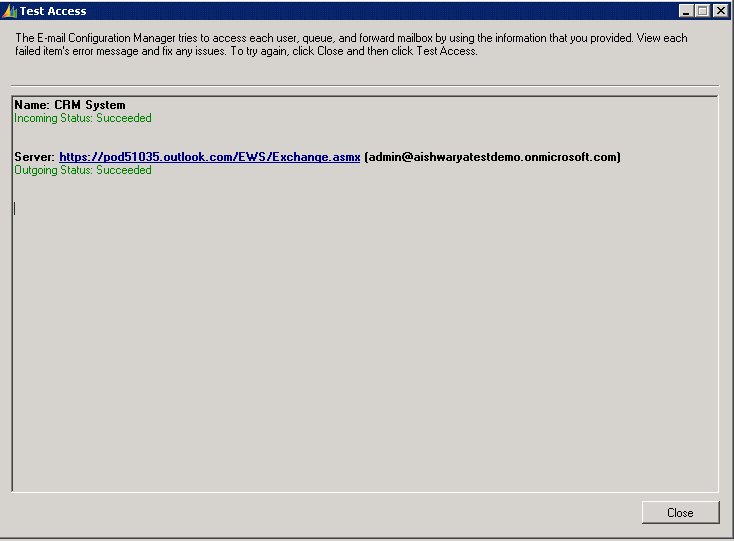 Test Access
The E-mail Configuration Manager tries to access each user, queue, and forward mailbox by using the information that you provided. View each
failed item's error message and fix any issues. To try again, click Close and then click Test Access.
Name: CRM System
Incoming Status: Succeeded
Server: https://pod51035.outlook.com/EWS/Exchange.asmx (admin@aishwaryatestdemo.onmicrosoft.com)
Outgoing Status: Succeeded
Close